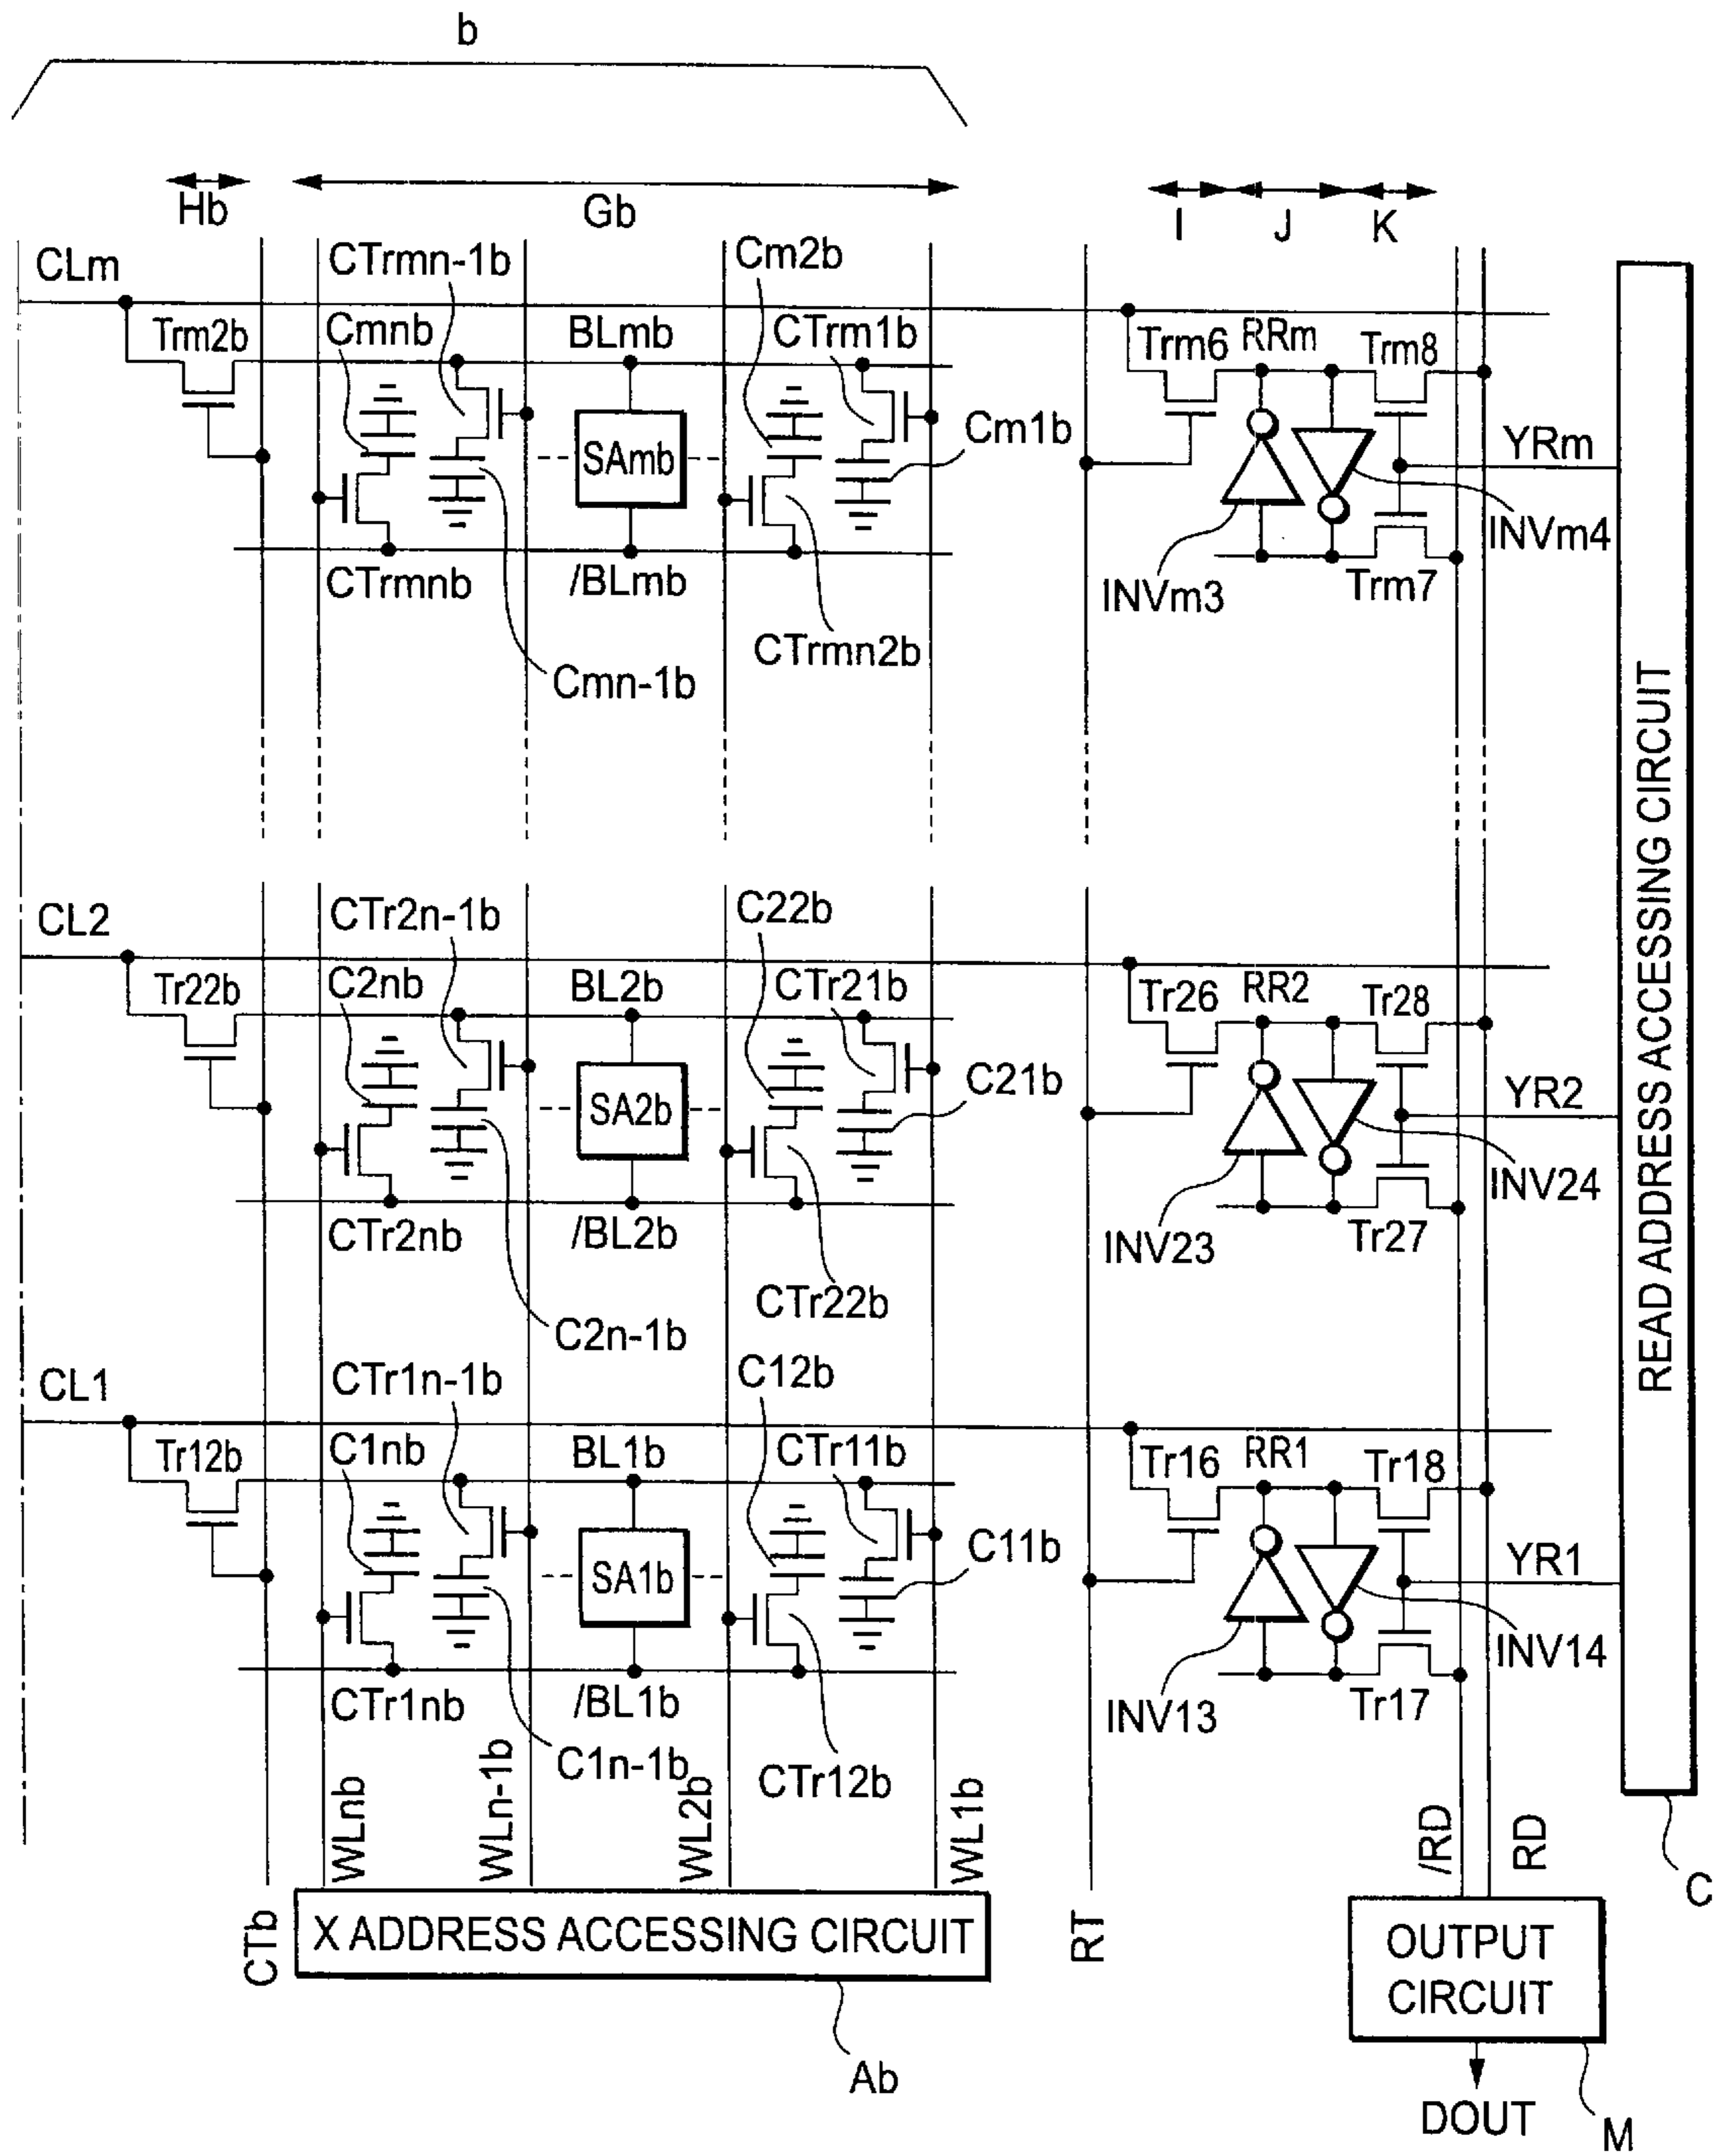 b
Hb
Gb
I
J
K
CLm
CTrmn-1b
Cm2b
Trm2b
Cmnb
BLmb
CTrm1b
Trm6
RRm
Trm8
SAmb
Cm1b
YRm
INVm4
CTrmnb
/BLmb
INVm3
Trm7
CTrmn2b
Cmn-1b
READ ADDRESS ACCESSING CIRCUIT
CL2
CTr2n-1b
C22b
Tr22b
C2nb
BL2b
CTr21b
Tr26
RR2
Tr28
SA2b
C21b
YR2
INV24
CTr2nb
/BL2b
INV23
Tr27
CTr22b
C2n-1b
CL1
CTr1n-1b
C12b
Tr12b
C1nb
BL1b
CTr11b
Tr16
RR1
Tr18
SA1b
C11b
YR1
INV14
CTr1nb
/BL1b
INV13
Tr17
C1n-1b
CTr12b
WLnb
WLn-1b
WL2b
WL1b
/RD
RD
C
CTb
X ADDRESS ACCESSING CIRCUIT
RT
OUTPUT
CIRCUIT
Ab
DOUT
M